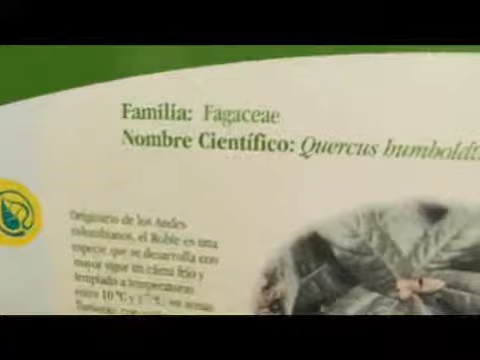 Familia: Fagaceae
Nombre Científico: Quercus humboldt
Originario de los Andes
colombianos, el Roble es una
especie que se desarrolla con
mayor vigor en clima frío y
templado a temperaturas
entre 10 °C y